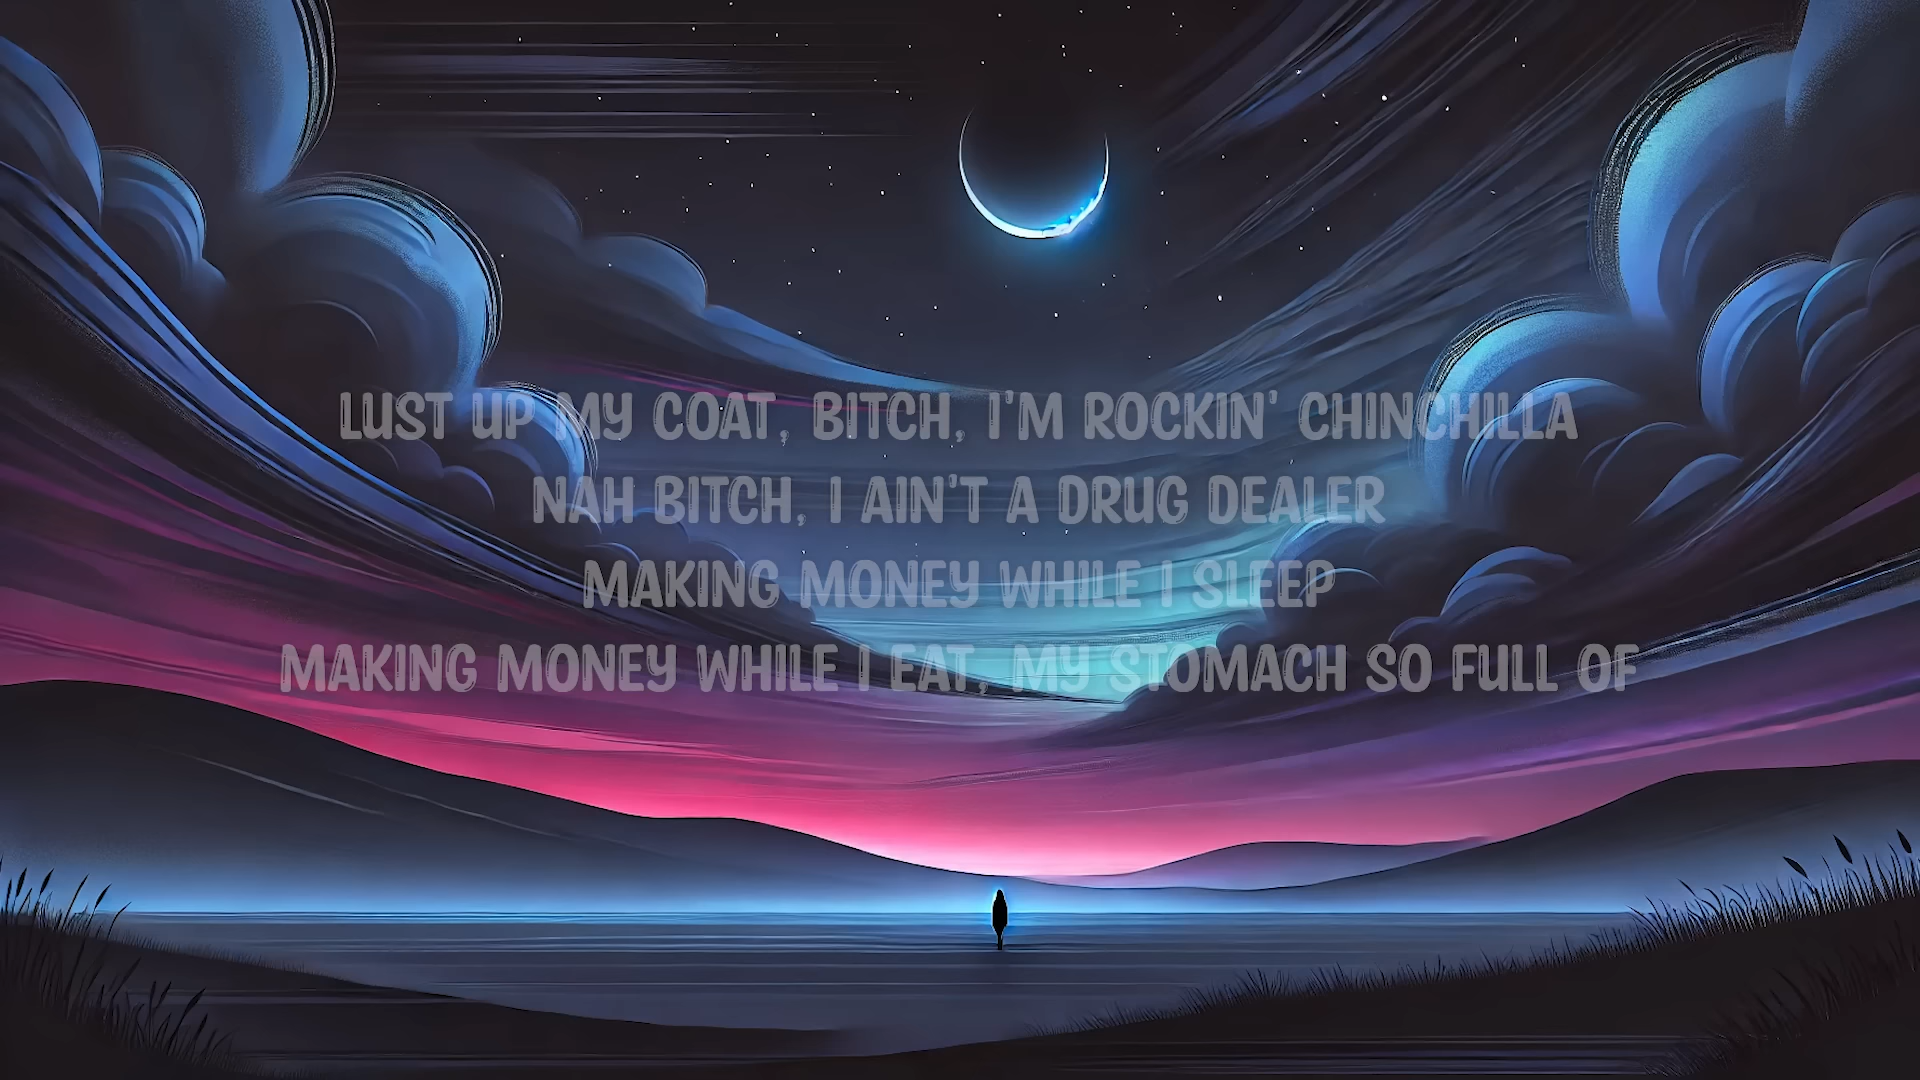 LUST UP MY COAT, BITCH, I'M ROCKIN' CHINCHILLA
NAH BITCH, I AIN'T A DRUG DEALER
MAKING MONEY WHILE I SLEEP
MAKING MONEY WHILE I EAT, MY STOMACH SO FULL OF